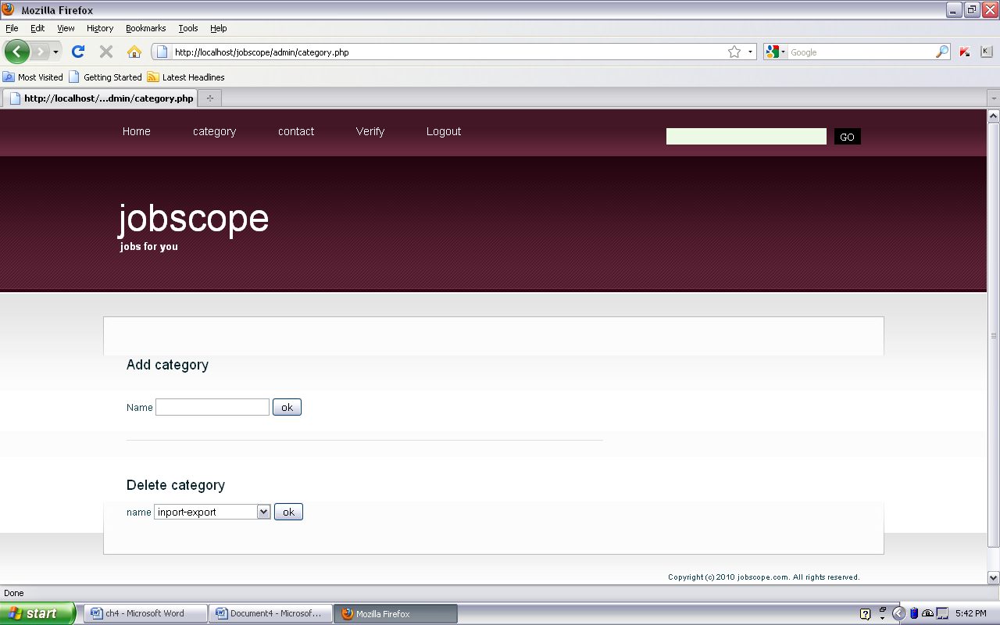 Mozilla Firefox
File Edit View History Bookmarks Tools Help
http://localhost/jobscope/admin/category.php
Google
K
Most Visited Getting Started Latest Headlines
http://localhost/...dmin/category.php
Home category contact Verify Logout
GO
jobscope
jobs for you
Add category
Name ok
Delete category
name inport-export ok
Copyright (c) 2010 jobscope.com. All rights reserved.
Done
start ch4 - Microsoft Word Document4 - Microsof... Mozilla Firefox 5:42 PM